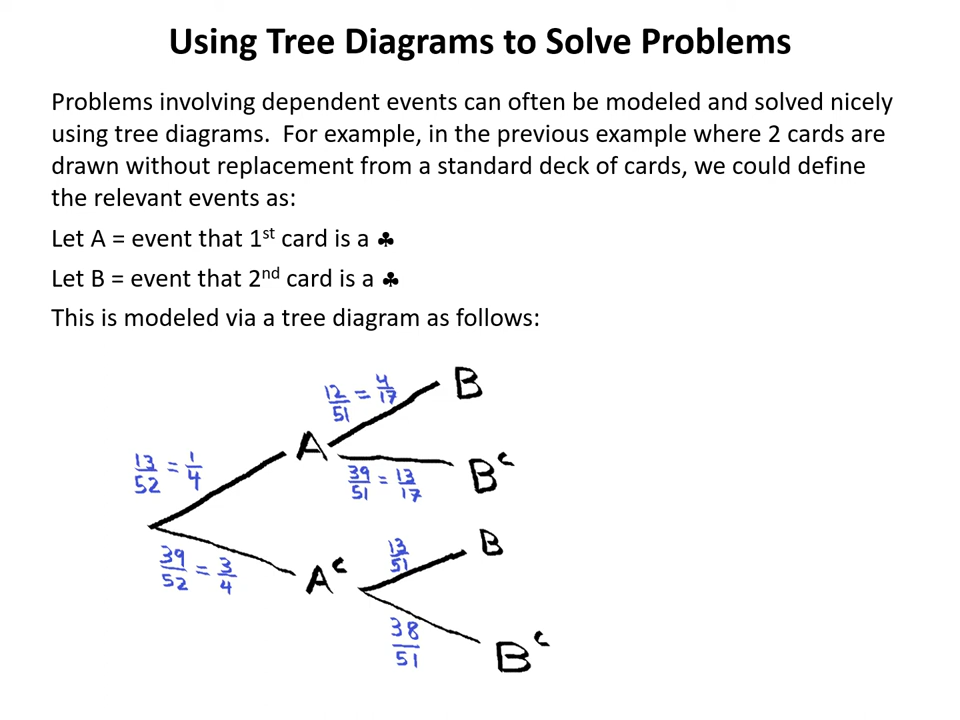 Using Tree Diagrams to Solve Problems
Problems involving dependent events can often be modeled and solved nicely
using tree diagrams.  For example, in the previous example where 2 cards are
drawn without replacement from a standard deck of cards, we could define
the relevant events as:
Let A = event that 1st card is a ♣
Let B = event that 2nd card is a ♣
This is modeled via a tree diagram as follows:
12/51 = 4/17
B
13/52 = 1/4
A
39/51 = 13/17
Bᶜ
39/52 = 3/4
Aᶜ
13/51
B
38/51
Bᶜ